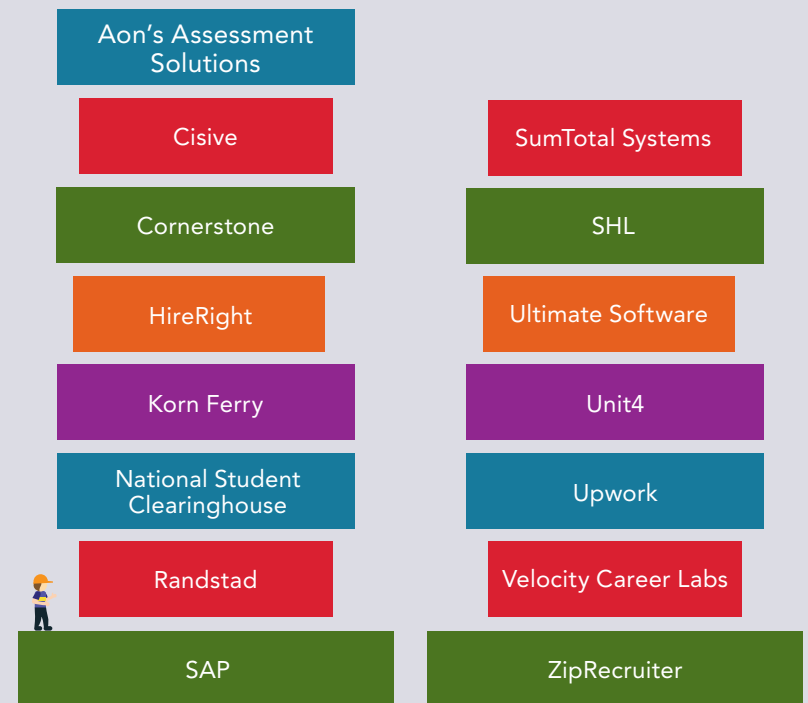 Aon's Assessment
Solutions
Cisive
Cornerstone
HireRight
Korn Ferry
National Student
Clearinghouse
Randstad
SAP
SumTotal Systems
SHL
Ultimate Software
Unit4
Upwork
Velocity Career Labs
ZipRecruiter